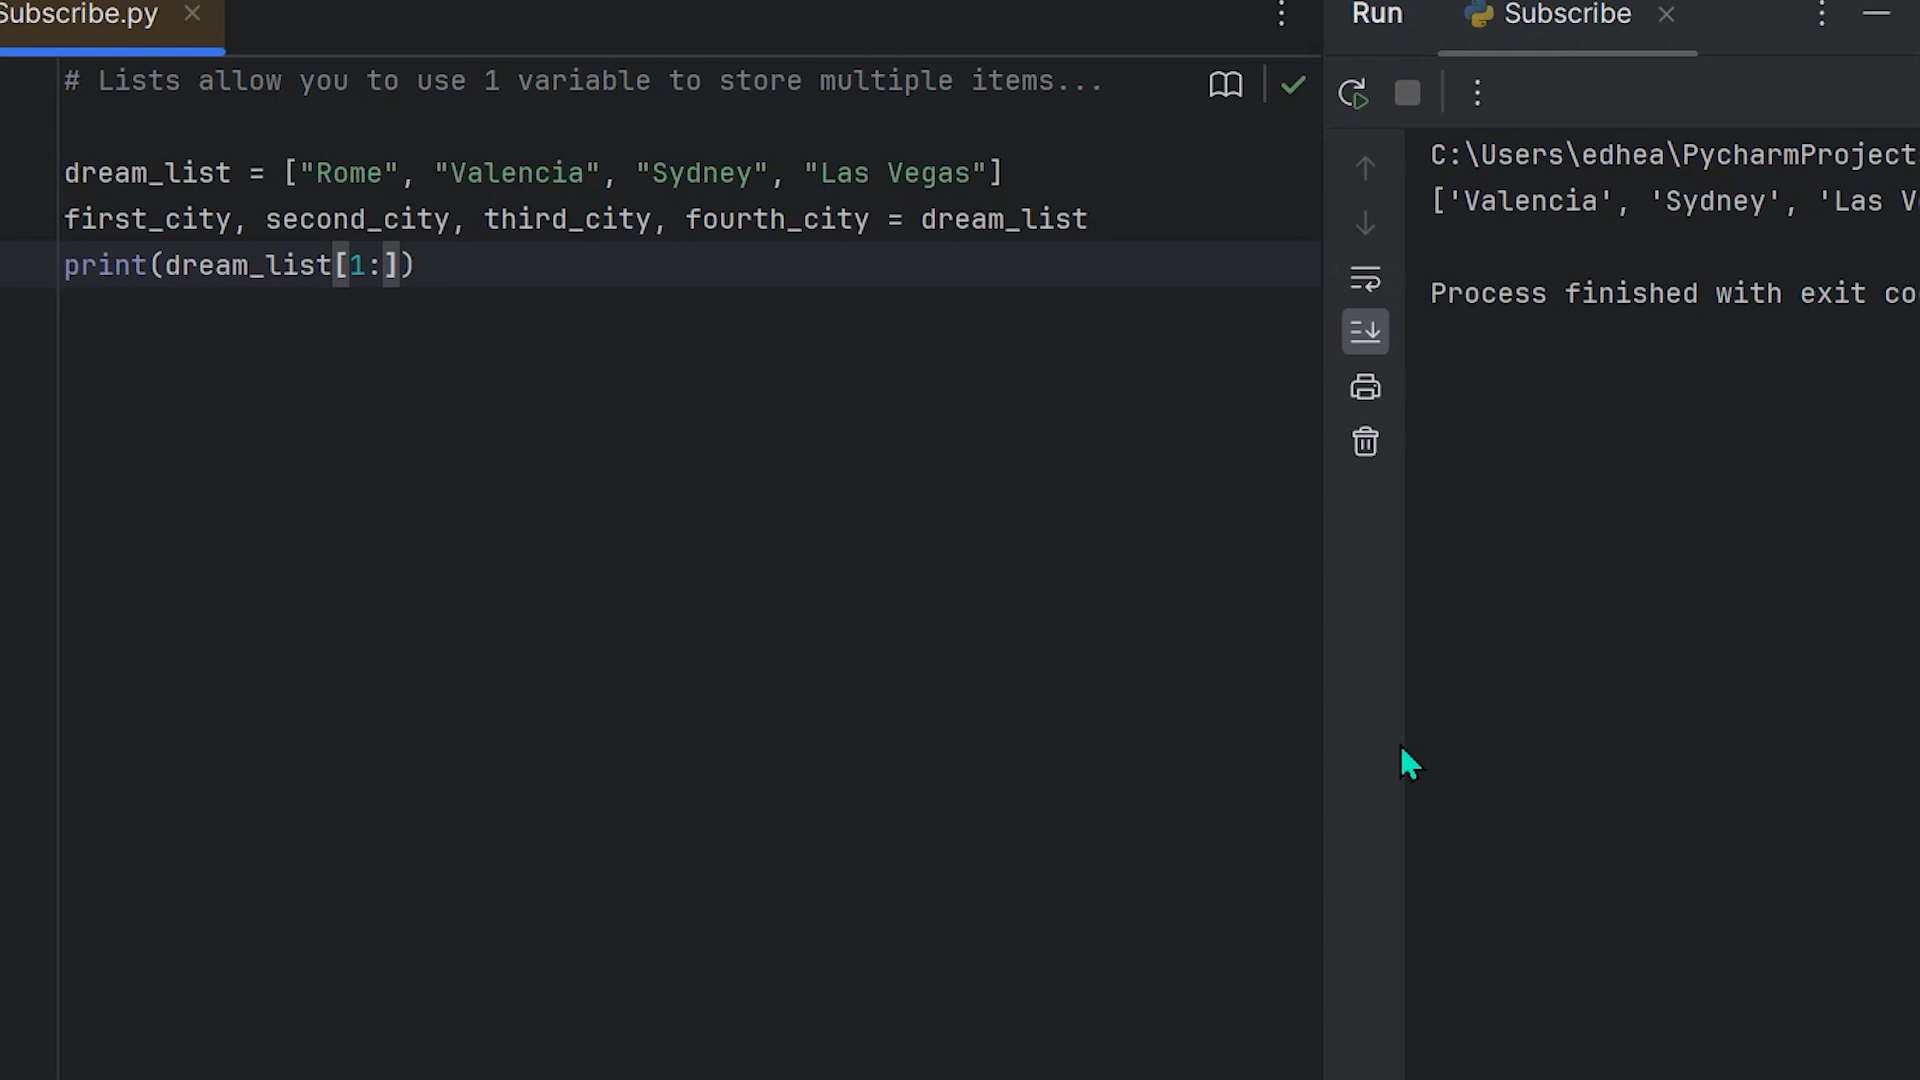 Subscribe.py
# Lists allow you to use 1 variable to store multiple items...
dream_list = ["Rome", "Valencia", "Sydney", "Las Vegas"]
first_city, second_city, third_city, fourth_city = dream_list
print(dream_list[1:])
Run Subscribe
C:\Users\edhea\PycharmProject
['Valencia', 'Sydney', 'Las V
Process finished with exit co